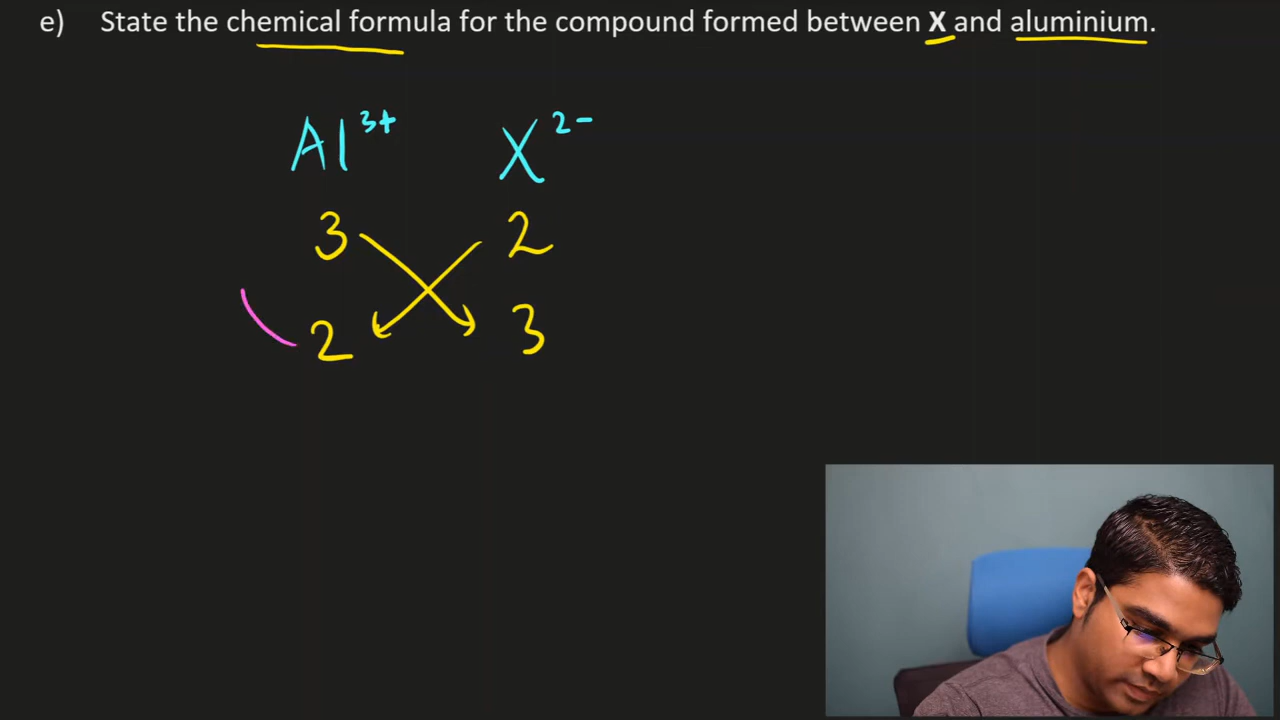 e) State the chemical formula for the compound formed between X and aluminium.
Al³⁺ X²⁻
3 2
2 3